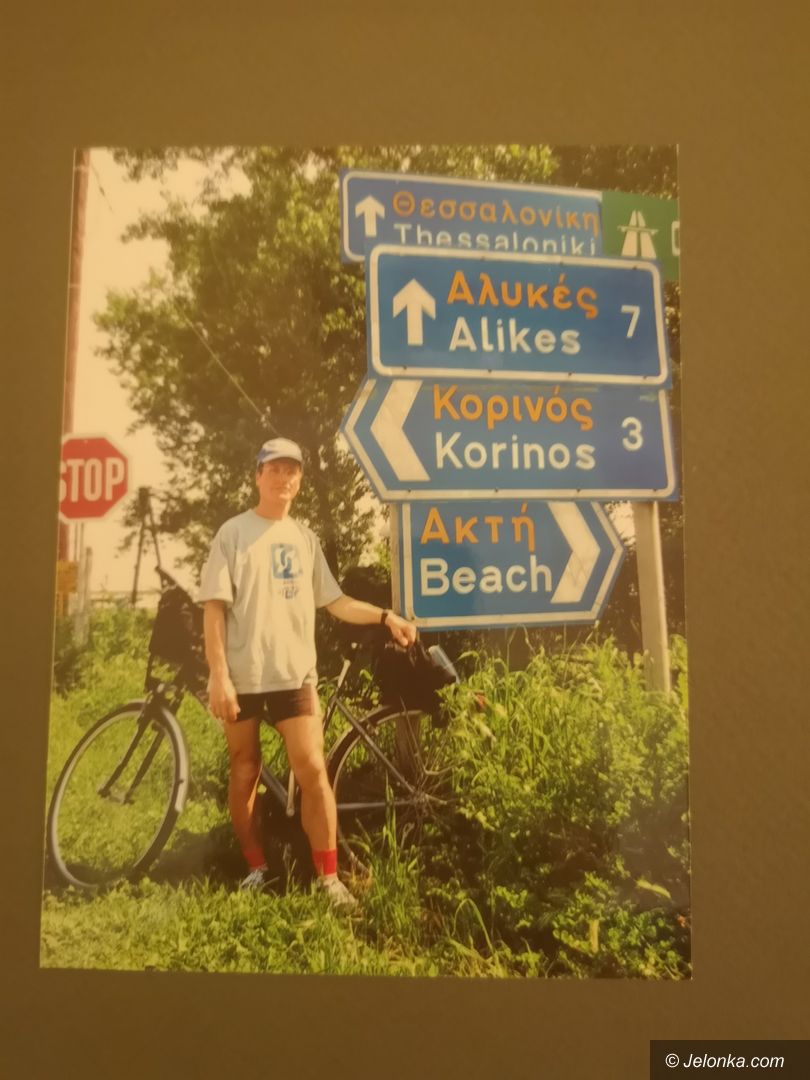 Θεσσαλονίκη
Thessaloniki
Αλυκές
Alikes 7
Κορινός
Korinos 3
Ακτή
Beach
STOP
© Jelonka.com